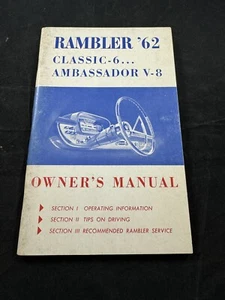 RAMBLER '62
CLASSIC-6...
AMBASSADOR V-8
OWNER'S MANUAL
SECTION I OPERATING INFORMATION
SECTION II TIPS ON DRIVING
SECTION III RECOMMENDED RAMBLER SERVICE